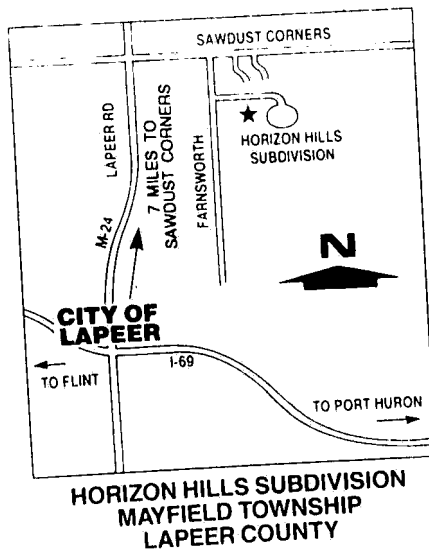 SAWDUST CORNERS
LAPEER RD
7 MILES TO
SAWDUST CORNERS
FARNSWORTH
HORIZON HILLS
SUBDIVISION
M-24
N
CITY OF
LAPEER
I-69
TO FLINT
TO PORT HURON
HORIZON HILLS SUBDIVISION
MAYFIELD TOWNSHIP
LAPEER COUNTY